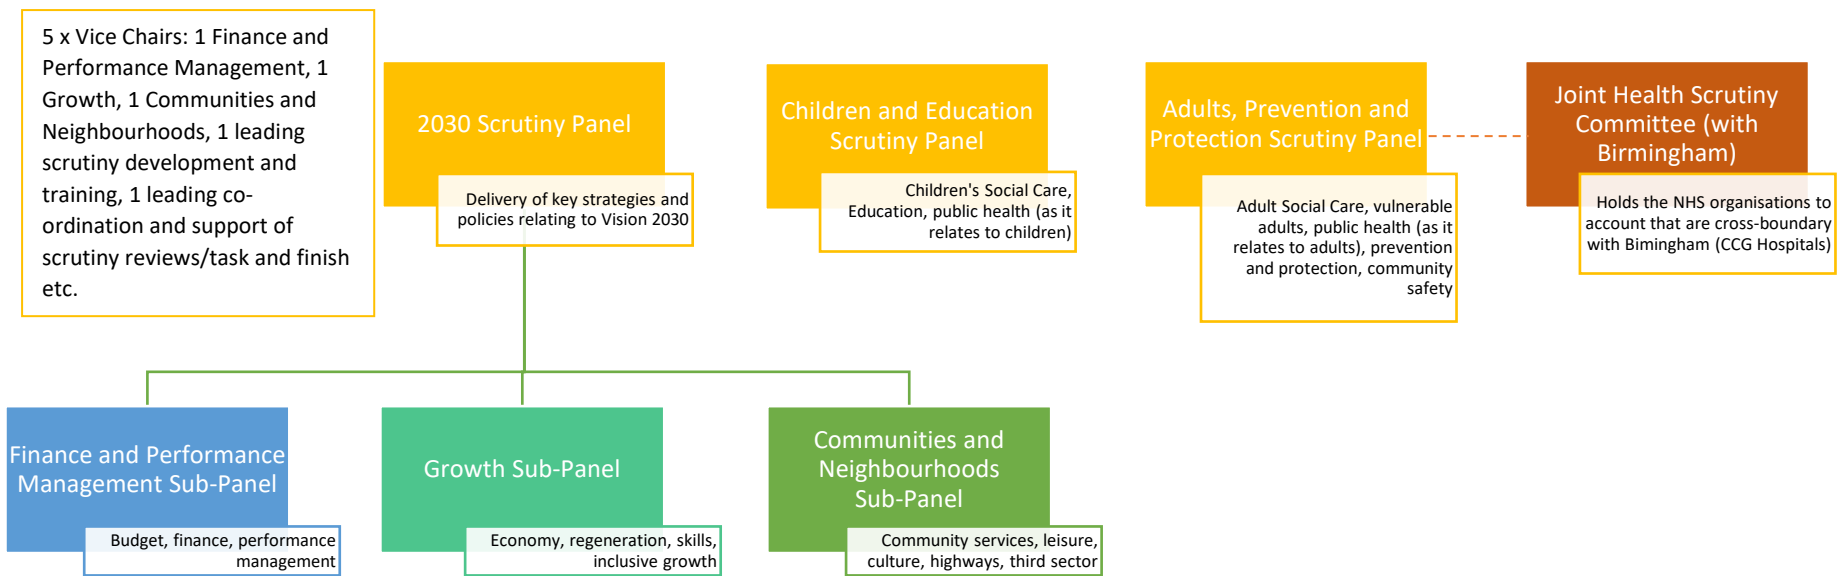 5 x Vice Chairs: 1 Finance and
Performance Management, 1
Growth, 1 Communities and
Neighbourhoods, 1 leading
scrutiny development and
training, 1 leading co-
ordination and support of
scrutiny reviews/task and finish
etc.
2030 Scrutiny Panel
Delivery of key strategies and
policies relating to Vision 2030
Children and Education
Scrutiny Panel
Children's Social Care,
Education, public health (as it
relates to children)
Adults, Prevention and
Protection Scrutiny Panel
Adult Social Care, vulnerable
adults, public health (as it
relates to adults), prevention
and protection, community
safety
Joint Health Scrutiny
Committee (with
Birmingham)
Holds the NHS organisations to
account that are cross-boundary
with Bimingham (CCG Hospitals)
Finance and Performance
Management Sub-Panel
Budget, finance, performance
management
Growth Sub-Panel
Economy, regeneration, skills,
inclusive growth
Communities and
Neighbourhoods
Sub-Panel
Community services, leisure,
culture, highways, third sector